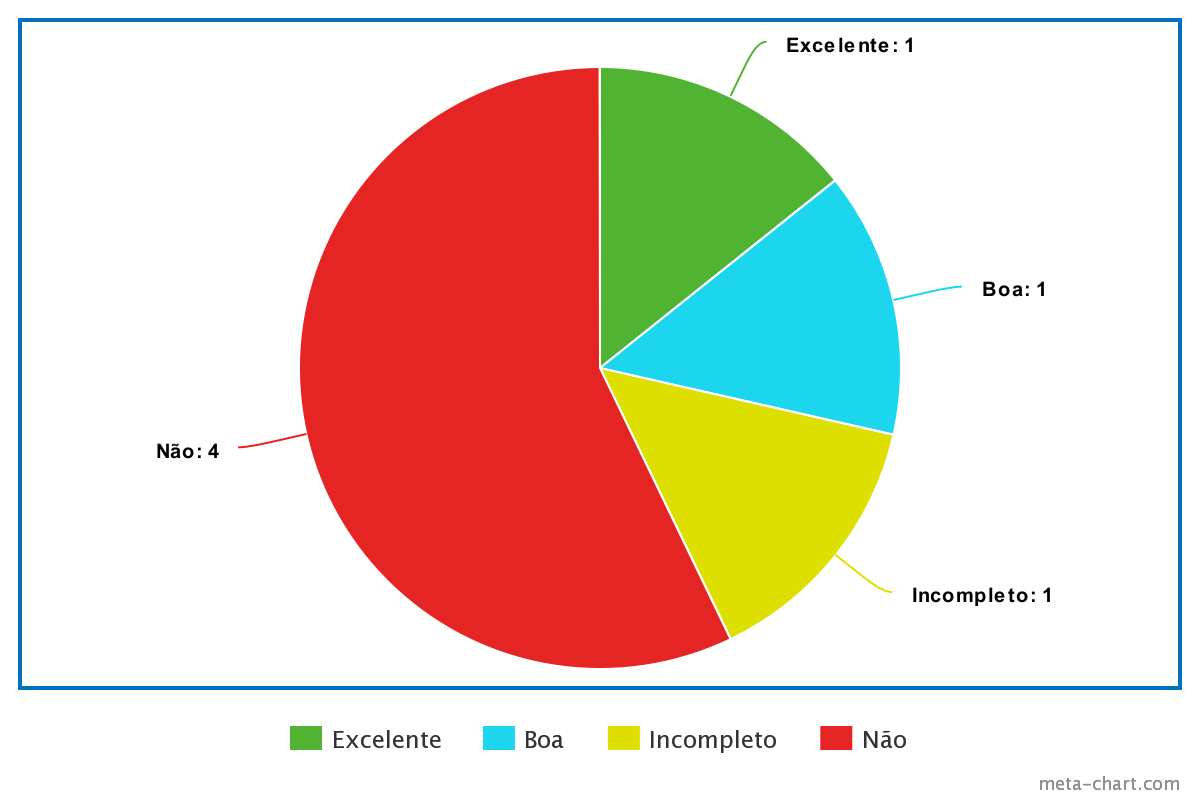 Excelente: 1
Boa: 1
Não: 4
Incompleto: 1
Excelente
Boa
Incompleto
Não
meta-chart.com